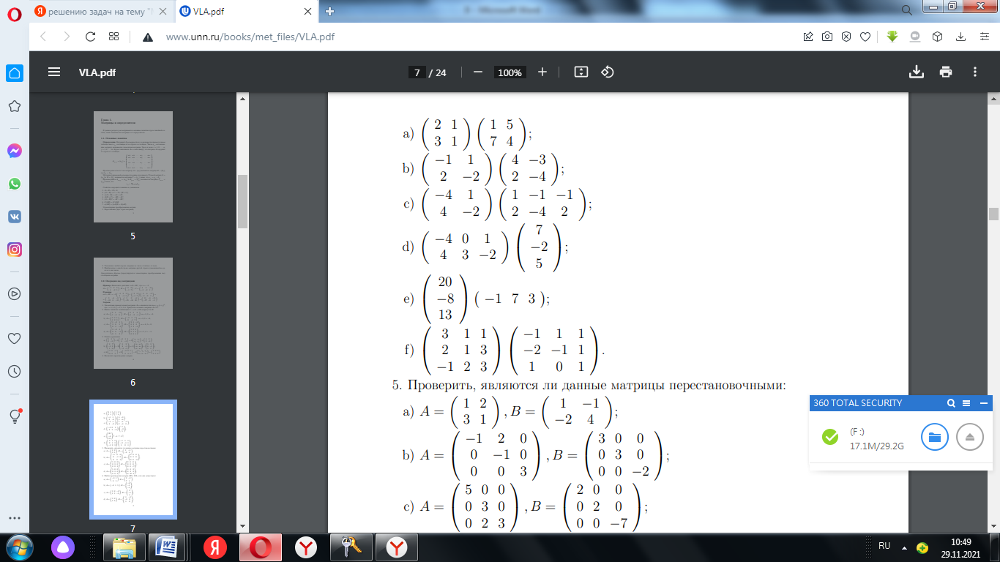 решению задач на тему "
VLA.pdf
Microsoft Word
www.unn.ru/books/met_files/VLA.pdf
VLA.pdf
7 / 24
100%
5
6
7
a) ( 2 1 ) ( 1 5 ) ;
( 3 1 ) ( 7 4 )
b) ( −1 1 ) ( 4 −3 ) ;
( 2 −2 ) ( 2 −4 )
c) ( −4 1 ) ( 1 −1 −1 ) ;
( 4 −2 ) ( 2 −4 2 )
d) ( −4 0 1 ) ( 7 ) ;
( 4 3 −2 ) ( −2 )
( 5 )
e) ( 20 )
( −8 ) ( −1 7 3 ) ;
( 13 )
f) ( 3 1 1 ) ( −1 1 1 )
( 2 1 3 ) ( −2 −1 1 ) .
( −1 2 3 ) ( 1 0 1 )
5. Проверить, являются ли данные матрицы перестановочными:
a) A = ( 1 2 ) , B = ( 1 −1 ) ;
( 3 1 ) ( −2 4 )
b) A = ( −1 2 0 ) , B = ( 3 0 0 ) ;
( 0 −1 0 ) ( 0 3 0 )
( 0 0 3 ) ( 0 0 −2 )
c) A = ( 5 0 0 ) , B = ( 2 0 0 ) ;
( 0 3 0 ) ( 0 2 0 )
( 0 2 3 ) ( 0 0 −7 )
360 TOTAL SECURITY
(F :)
17.1M/29.2G
RU
10:49
29.11.2021